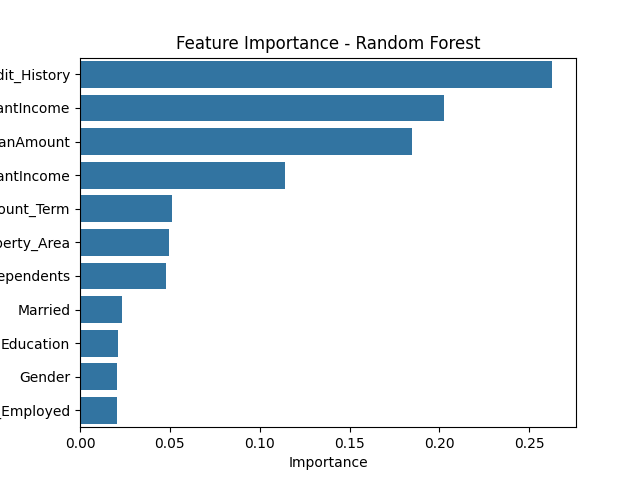 Feature Importance - Random Forest
dit_History
antIncome
anAmount
antIncome
ount_Term
erty_Area
ependents
Married
Education
Gender
_Employed
0.00 0.05 0.10 0.15 0.20 0.25
Importance